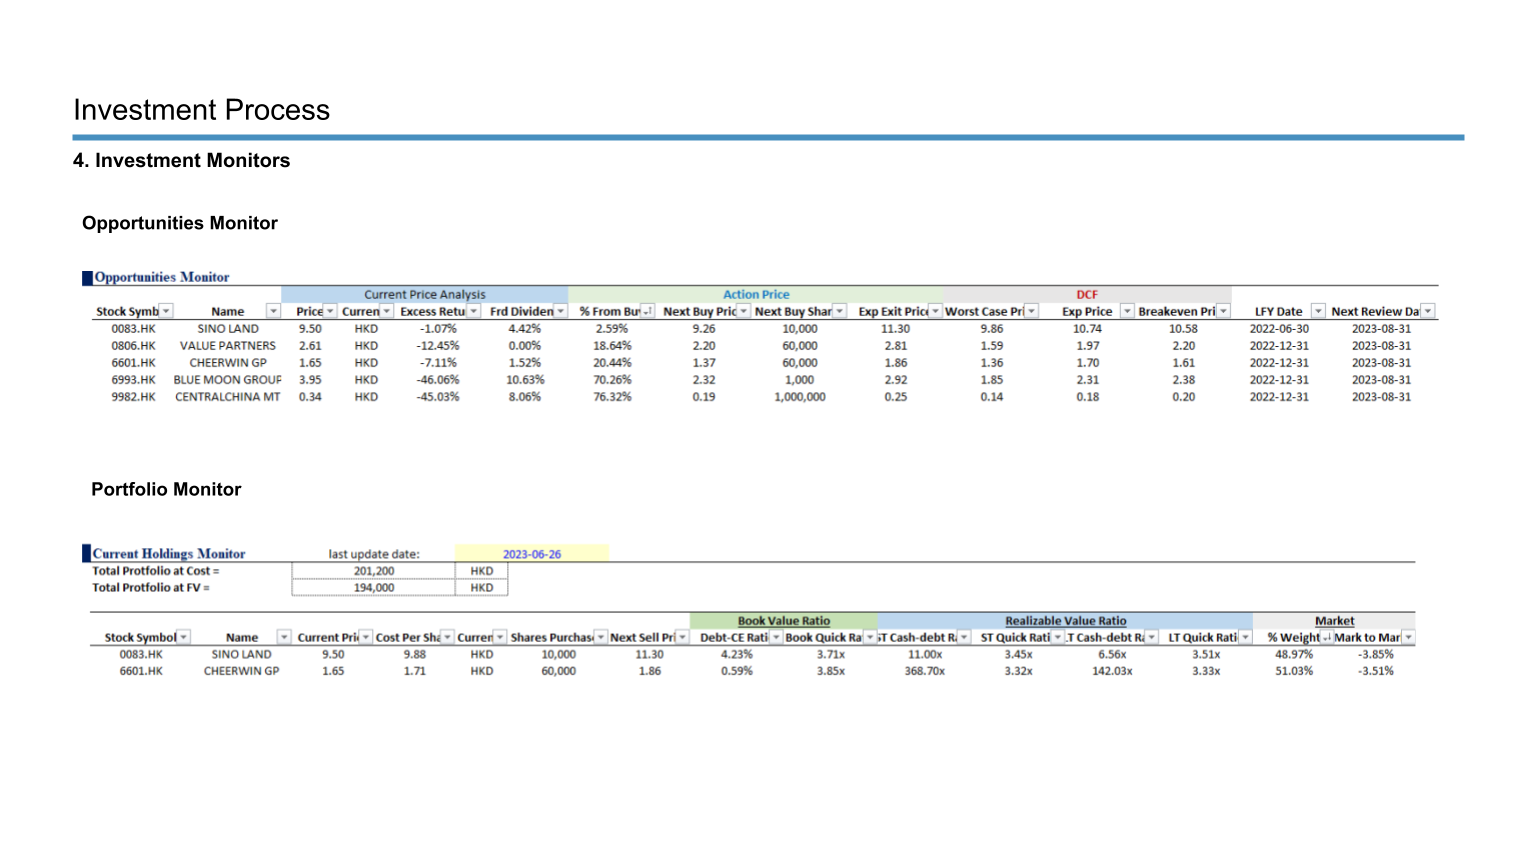 Investment Process
4. Investment Monitors
Opportunities Monitor
Opportunities Monitor
Current Price Analysis Action Price DCF
Stock Symb Name Price Curren Excess Retu Frd Dividen % From Bu Next Buy Pric Next Buy Shar Exp Exit Price Worst Case Pri Exp Price Breakeven Pri LFY Date Next Review Da
0083.HK SINO LAND 9.50 HKD -1.07% 4.42% 2.59% 9.26 10,000 11.30 9.86 10.74 10.58 2022-06-30 2023-08-31
0806.HK VALUE PARTNERS 2.61 HKD -12.45% 0.00% 18.64% 2.20 60,000 2.81 1.59 1.97 2.20 2022-12-31 2023-08-31
6601.HK CHEERWIN GP 1.65 HKD -7.11% 1.52% 20.44% 1.37 60,000 1.86 1.36 1.70 1.61 2022-12-31 2023-08-31
6993.HK BLUE MOON GROUP 3.95 HKD -46.06% 10.63% 70.26% 2.32 1,000 2.92 1.85 2.31 2.38 2022-12-31 2023-08-31
9982.HK CENTRALCHINA MT 0.34 HKD -45.03% 8.06% 76.32% 0.19 1,000,000 0.25 0.14 0.18 0.20 2022-12-31 2023-08-31
Portfolio Monitor
Current Holdings Monitor last update date: 2023-06-26
Total Protfolio at Cost = 201,200 HKD
Total Protfolio at FV = 194,000 HKD
Book Value Ratio Realizable Value Ratio Market
Stock Symbol Name Current Pri Cost Per Sha Curren Shares Purchas Next Sell Pri Debt-CE Rati Book Quick Ra ST Cash-debt Ra ST Quick Rati LT Cash-debt Ra LT Quick Rati % Weight Mark to Mar
0083.HK SINO LAND 9.50 9.88 HKD 10,000 11.30 4.23% 3.71x 11.00x 3.45x 6.56x 3.51x 48.97% -3.85%
6601.HK CHEERWIN GP 1.65 1.71 HKD 60,000 1.86 0.59% 3.85x 368.70x 3.32x 142.03x 3.33x 51.03% -3.51%